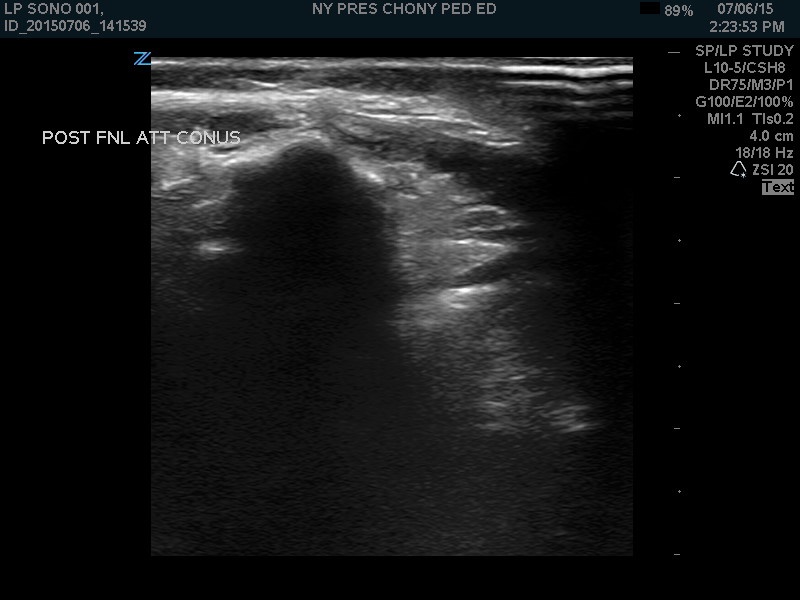 LP SONO 001,
ID_20150706_141539
NY PRES CHONY PED ED
89%
07/06/15
2:23:53 PM
Z
POST FNL ATT CONUS
SP/LP STUDY
L10-5/CSH8
DR75/M3/P1
G100/E2/100%
MI1.1 TIs0.2
4.0 cm
18/18 Hz
ZSI 20
Text